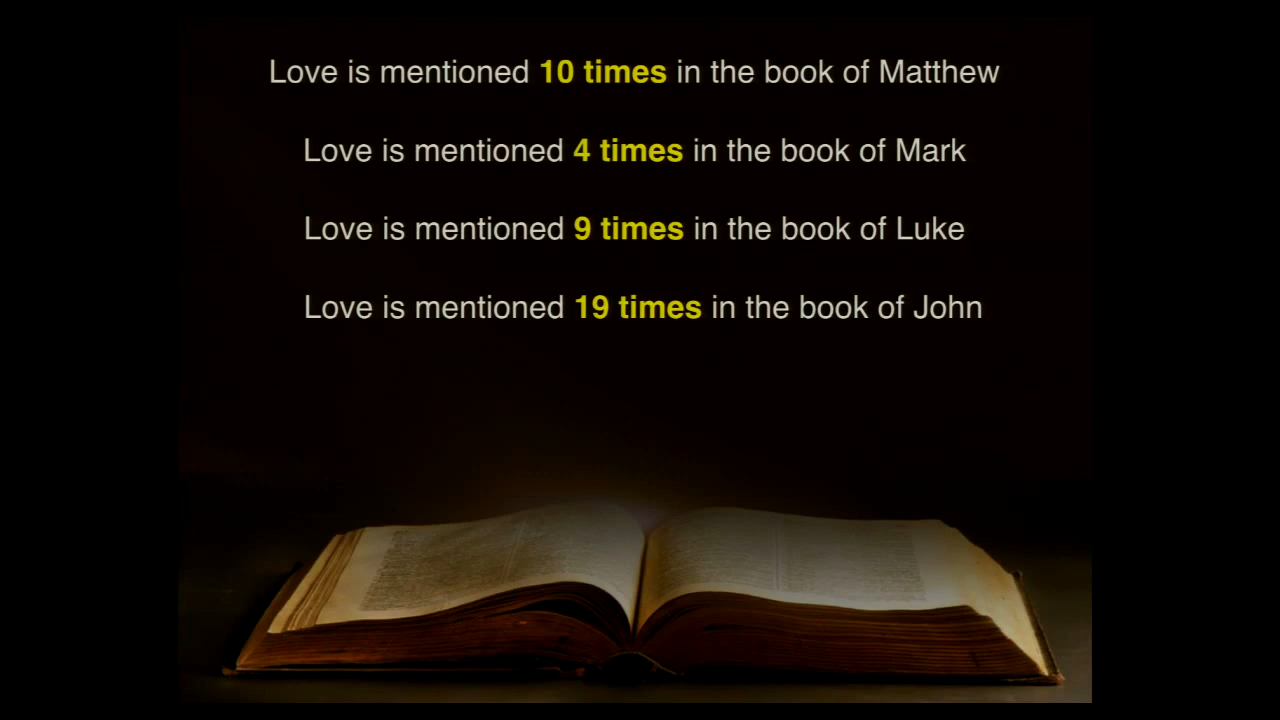 Love is mentioned 10 times in the book of Matthew
Love is mentioned 4 times in the book of Mark
Love is mentioned 9 times in the book of Luke
Love is mentioned 19 times in the book of John